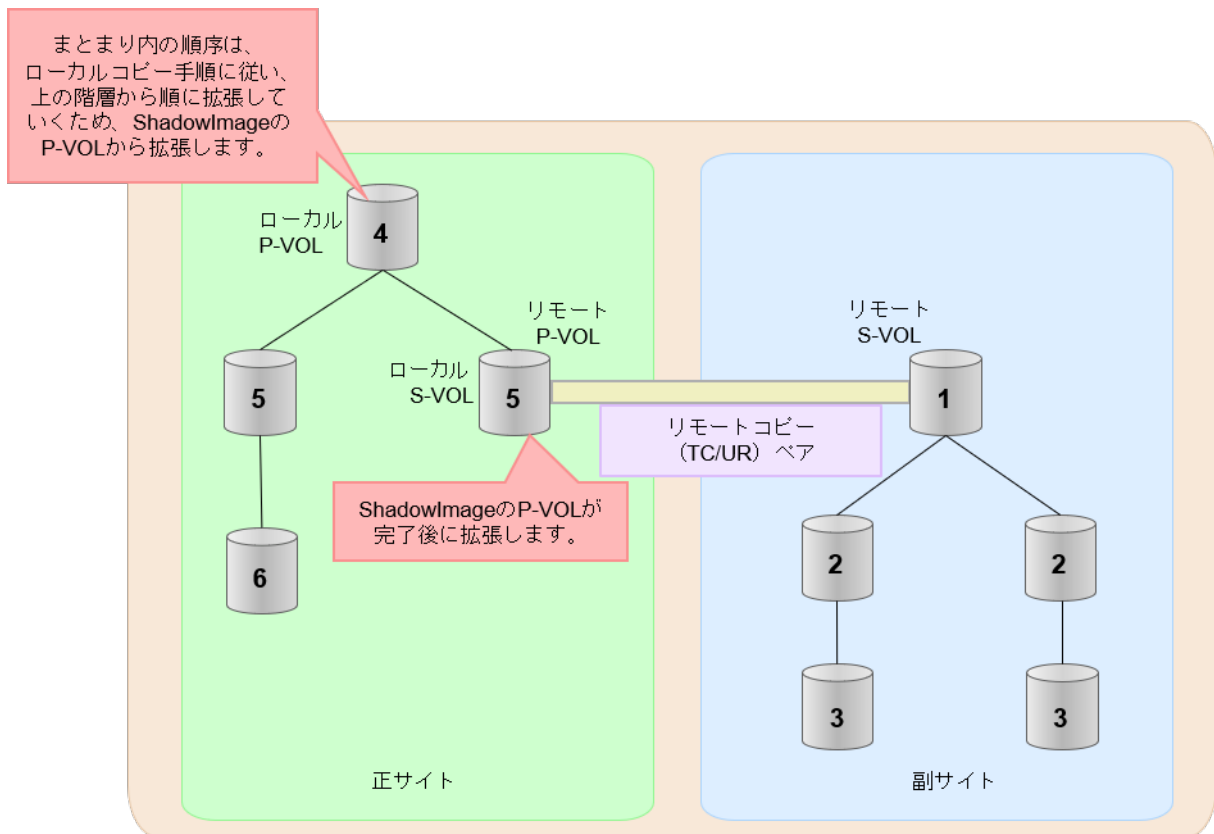 まとまり内の順序は、
ローカルコピー手順に従い、
上の階層から順に拡張して
いくため、ShadowImageの
P-VOLから拡張します。
ローカル
P-VOL
4
リモート
P-VOL
リモート
S-VOL
5
ローカル
S-VOL
5
1
リモートコピー
（TC/UR）ペア
ShadowImageのP-VOLが
完了後に拡張します。
6
2
2
3
3
正サイト
副サイト